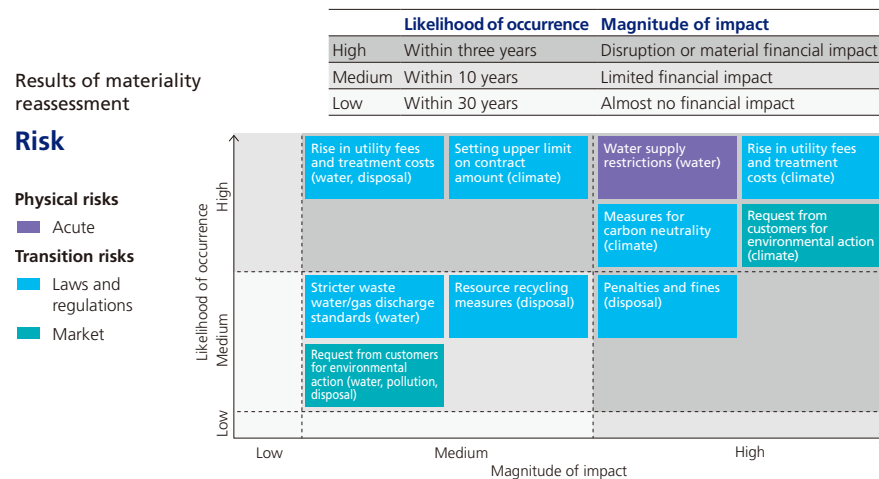 Likelihood of occurrence Magnitude of impact
High Within three years Disruption or material financial impact
Medium Within 10 years Limited financial impact
Low Within 30 years Almost no financial impact
Results of materiality
reassessment
Risk
Physical risks
Acute
Transition risks
Laws and
regulations
Market
Likelihood of occurrence
High
Medium
Low
Rise in utility fees
and treatment costs
(water, disposal)
Setting upper limit
on contract
amount (climate)
Water supply
restrictions (water)
Rise in utility fees
and treatment
costs (climate)
Measures for
carbon neutrality
(climate)
Request from
customers for
environmental action
(climate)
Stricter waste
water/gas discharge
standards (water)
Resource recycling
measures (disposal)
Penalties and fines
(disposal)
Request from customers
for environmental
action (water, pollution,
disposal)
Low
Medium
High
Magnitude of impact